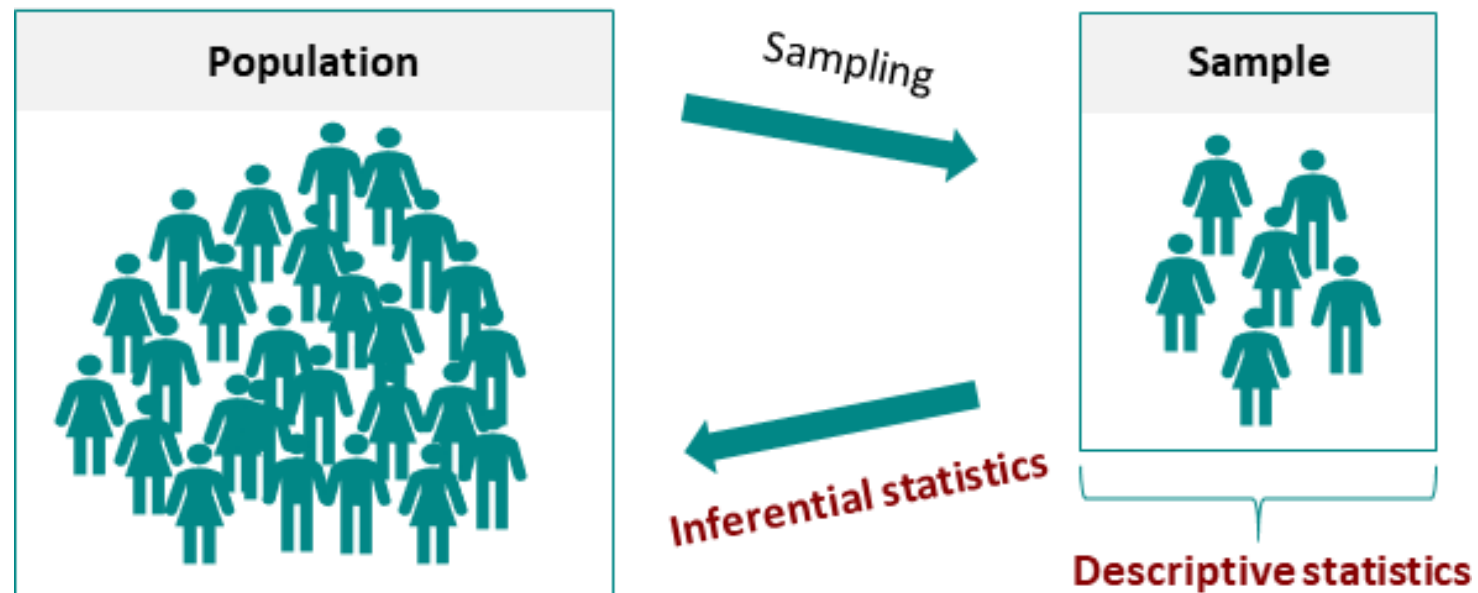 Population
Sampling
Sample
Inferential statistics
Descriptive statistics